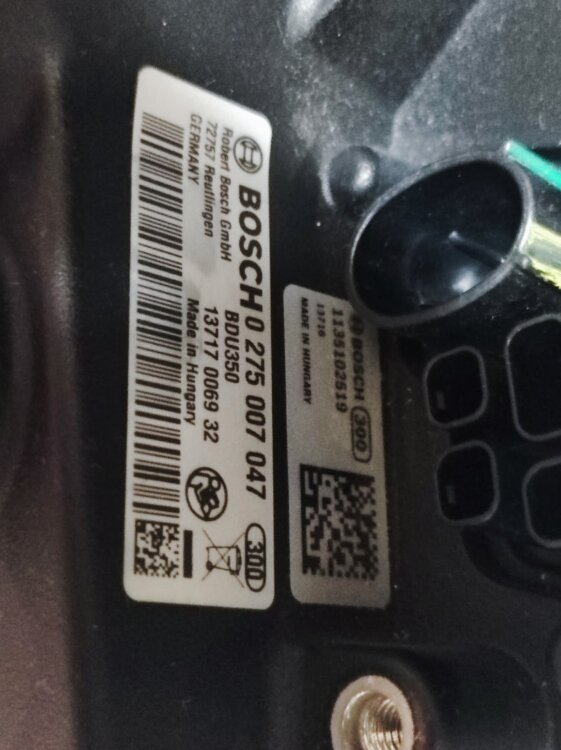 BOSCH 0 275 007 047
Robert Bosch GmbH
72757 Reutlingen
GERMANY
BDU350
13717 0069 32
Made in Hungary
300
BOSCH 300
1135102519
13716
MADE IN HUNGARY